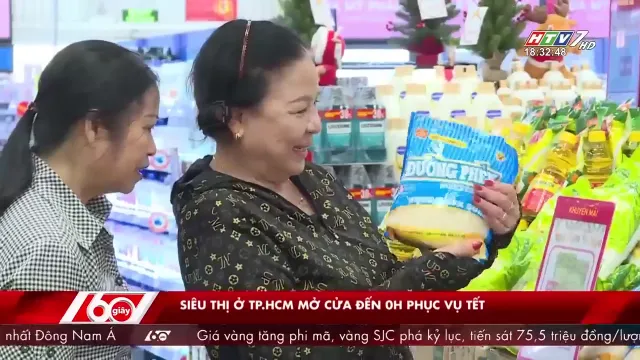 HTV7 HD
18:32:48
ĐƯỜNG
KHUYẾN MÃI
60 giây
SIÊU THỊ Ở TP.HCM MỞ CỬA ĐẾN 0H PHỤC VỤ TẾT
nhất Đông Nam Á
60 giây
Giá vàng tăng phi mã, vàng SJC phá kỷ lục, tiến sát 75,5 triệu đồng/lượ